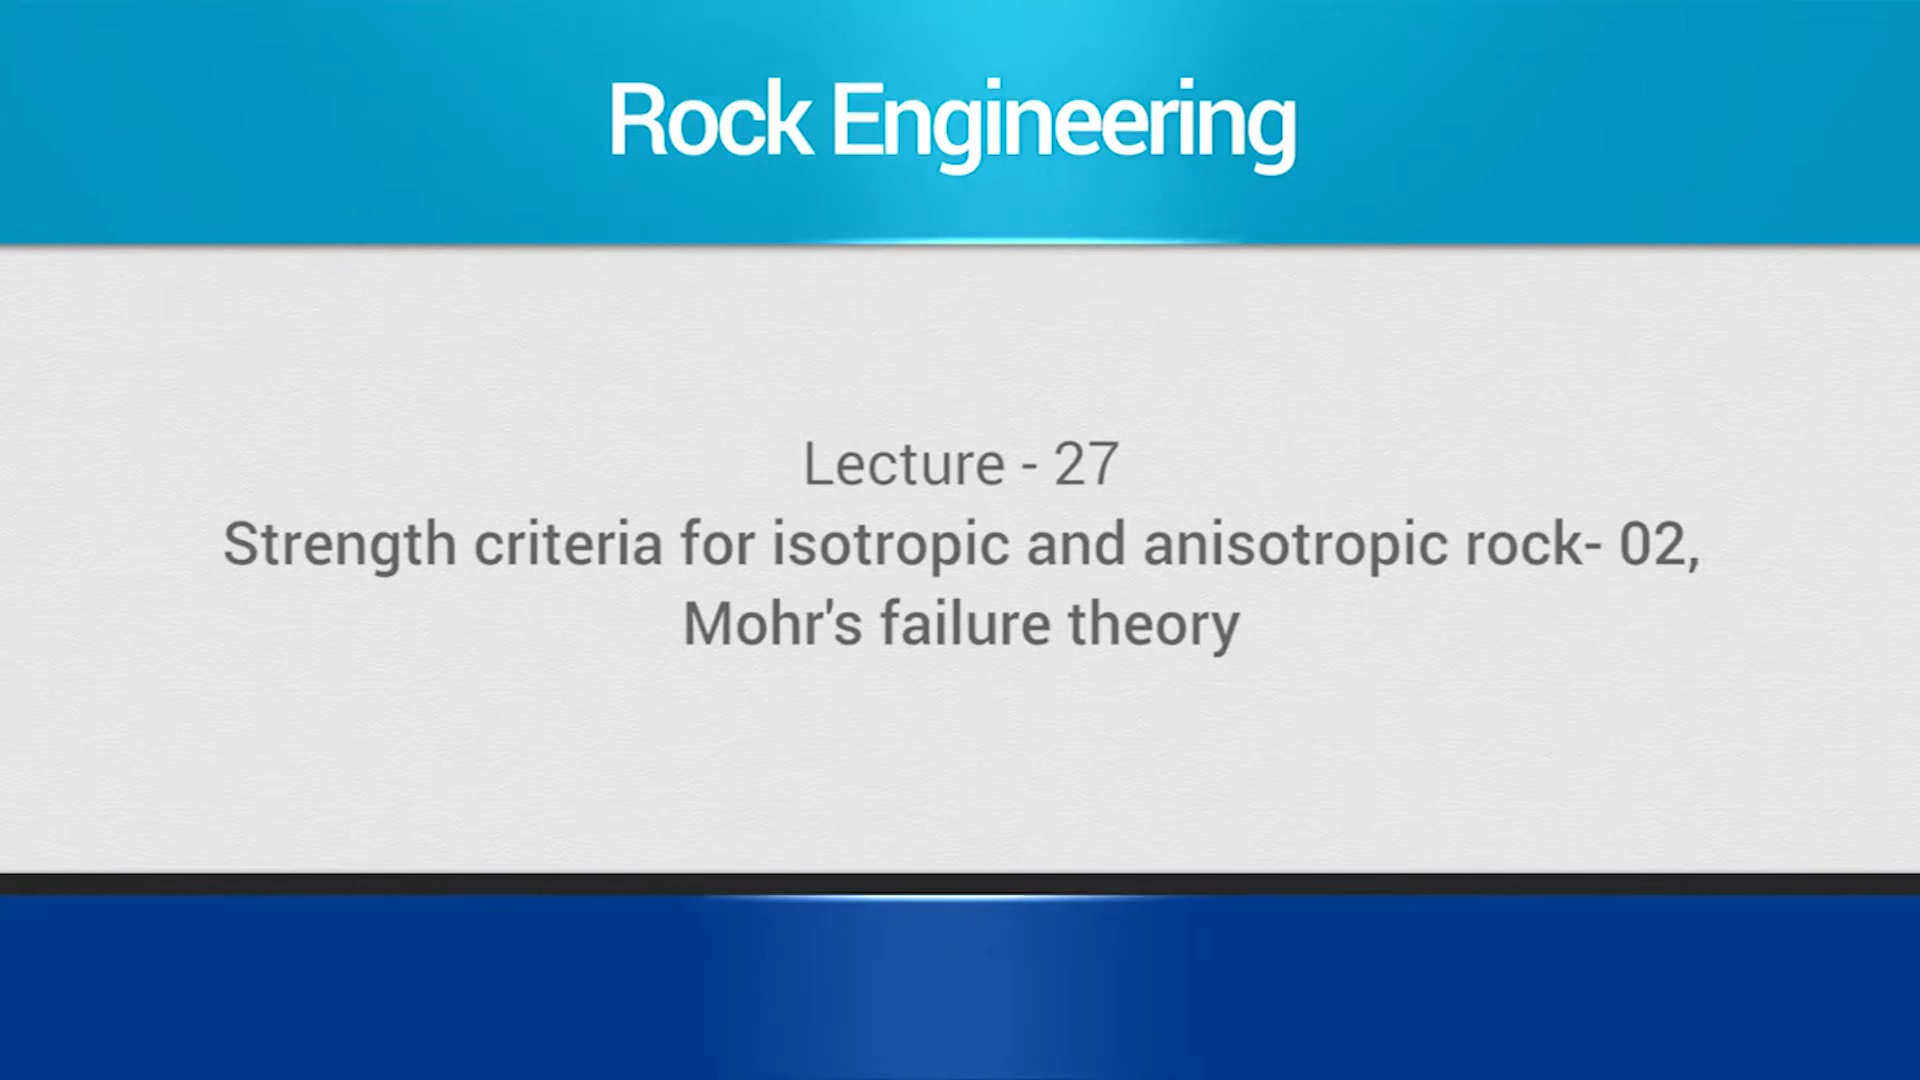 Rock Engineering
Lecture - 27
Strength criteria for isotropic and anisotropic rock- 02,
Mohr's failure theory